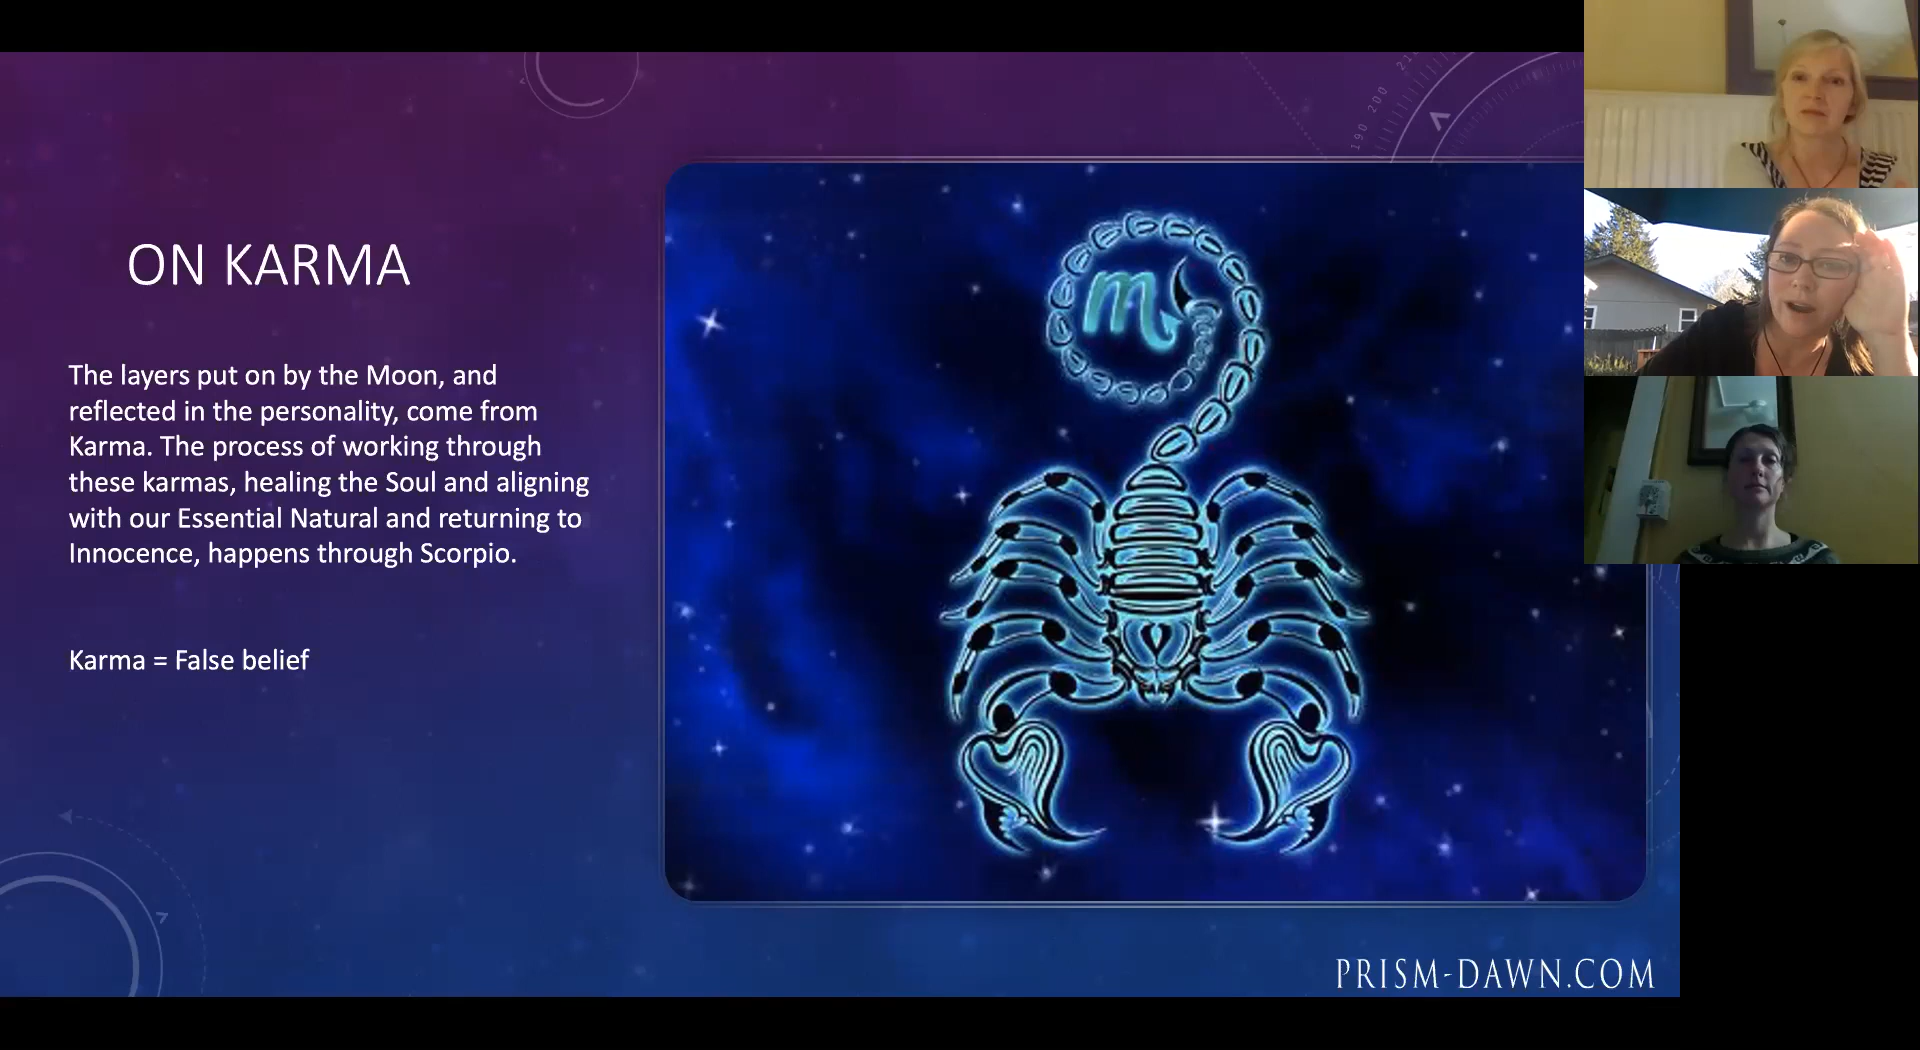 ON KARMA
The layers put on by the Moon, and
reflected in the personality, come from
Karma. The process of working through
these karmas, healing the Soul and aligning
with our Essential Natural and returning to
Innocence, happens through Scorpio.
Karma = False belief
190 200
PRISM-DAWN.COM